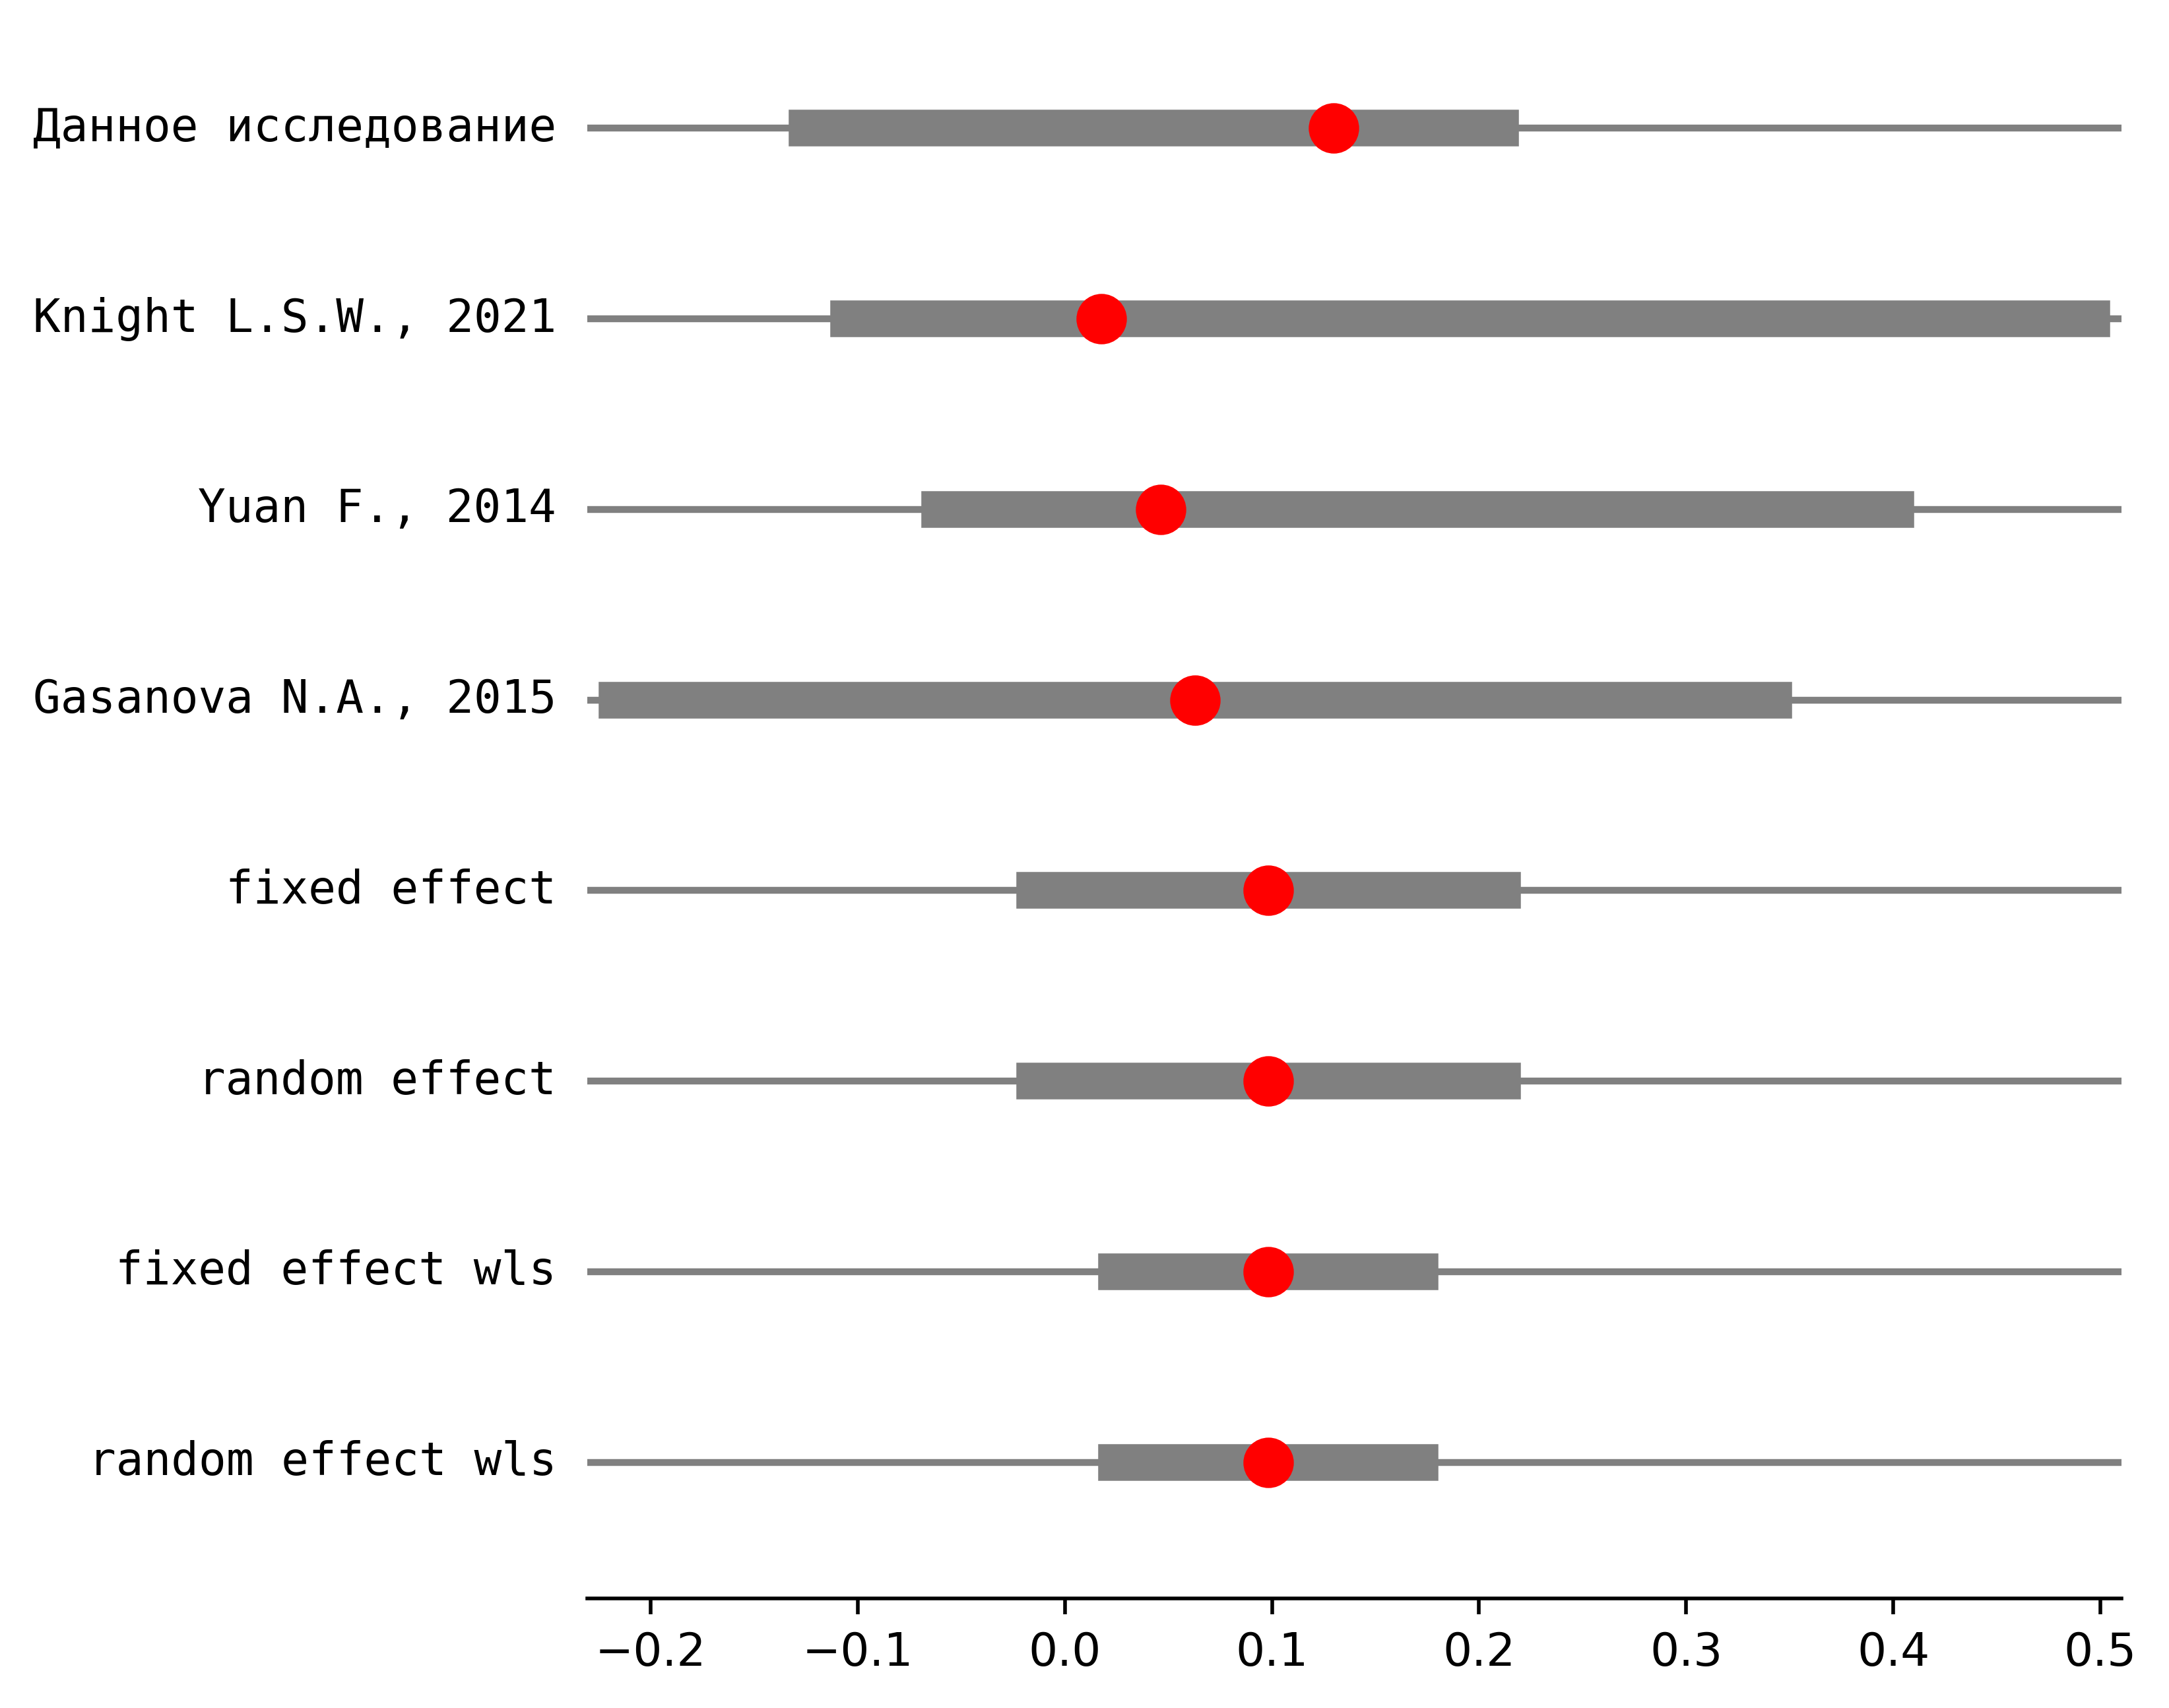 Данное исследование
Knight L.S.W., 2021
Yuan F., 2014
Gasanova N.A., 2015
fixed effect
random effect
fixed effect wls
random effect wls
−0.2 −0.1 0.0 0.1 0.2 0.3 0.4 0.5